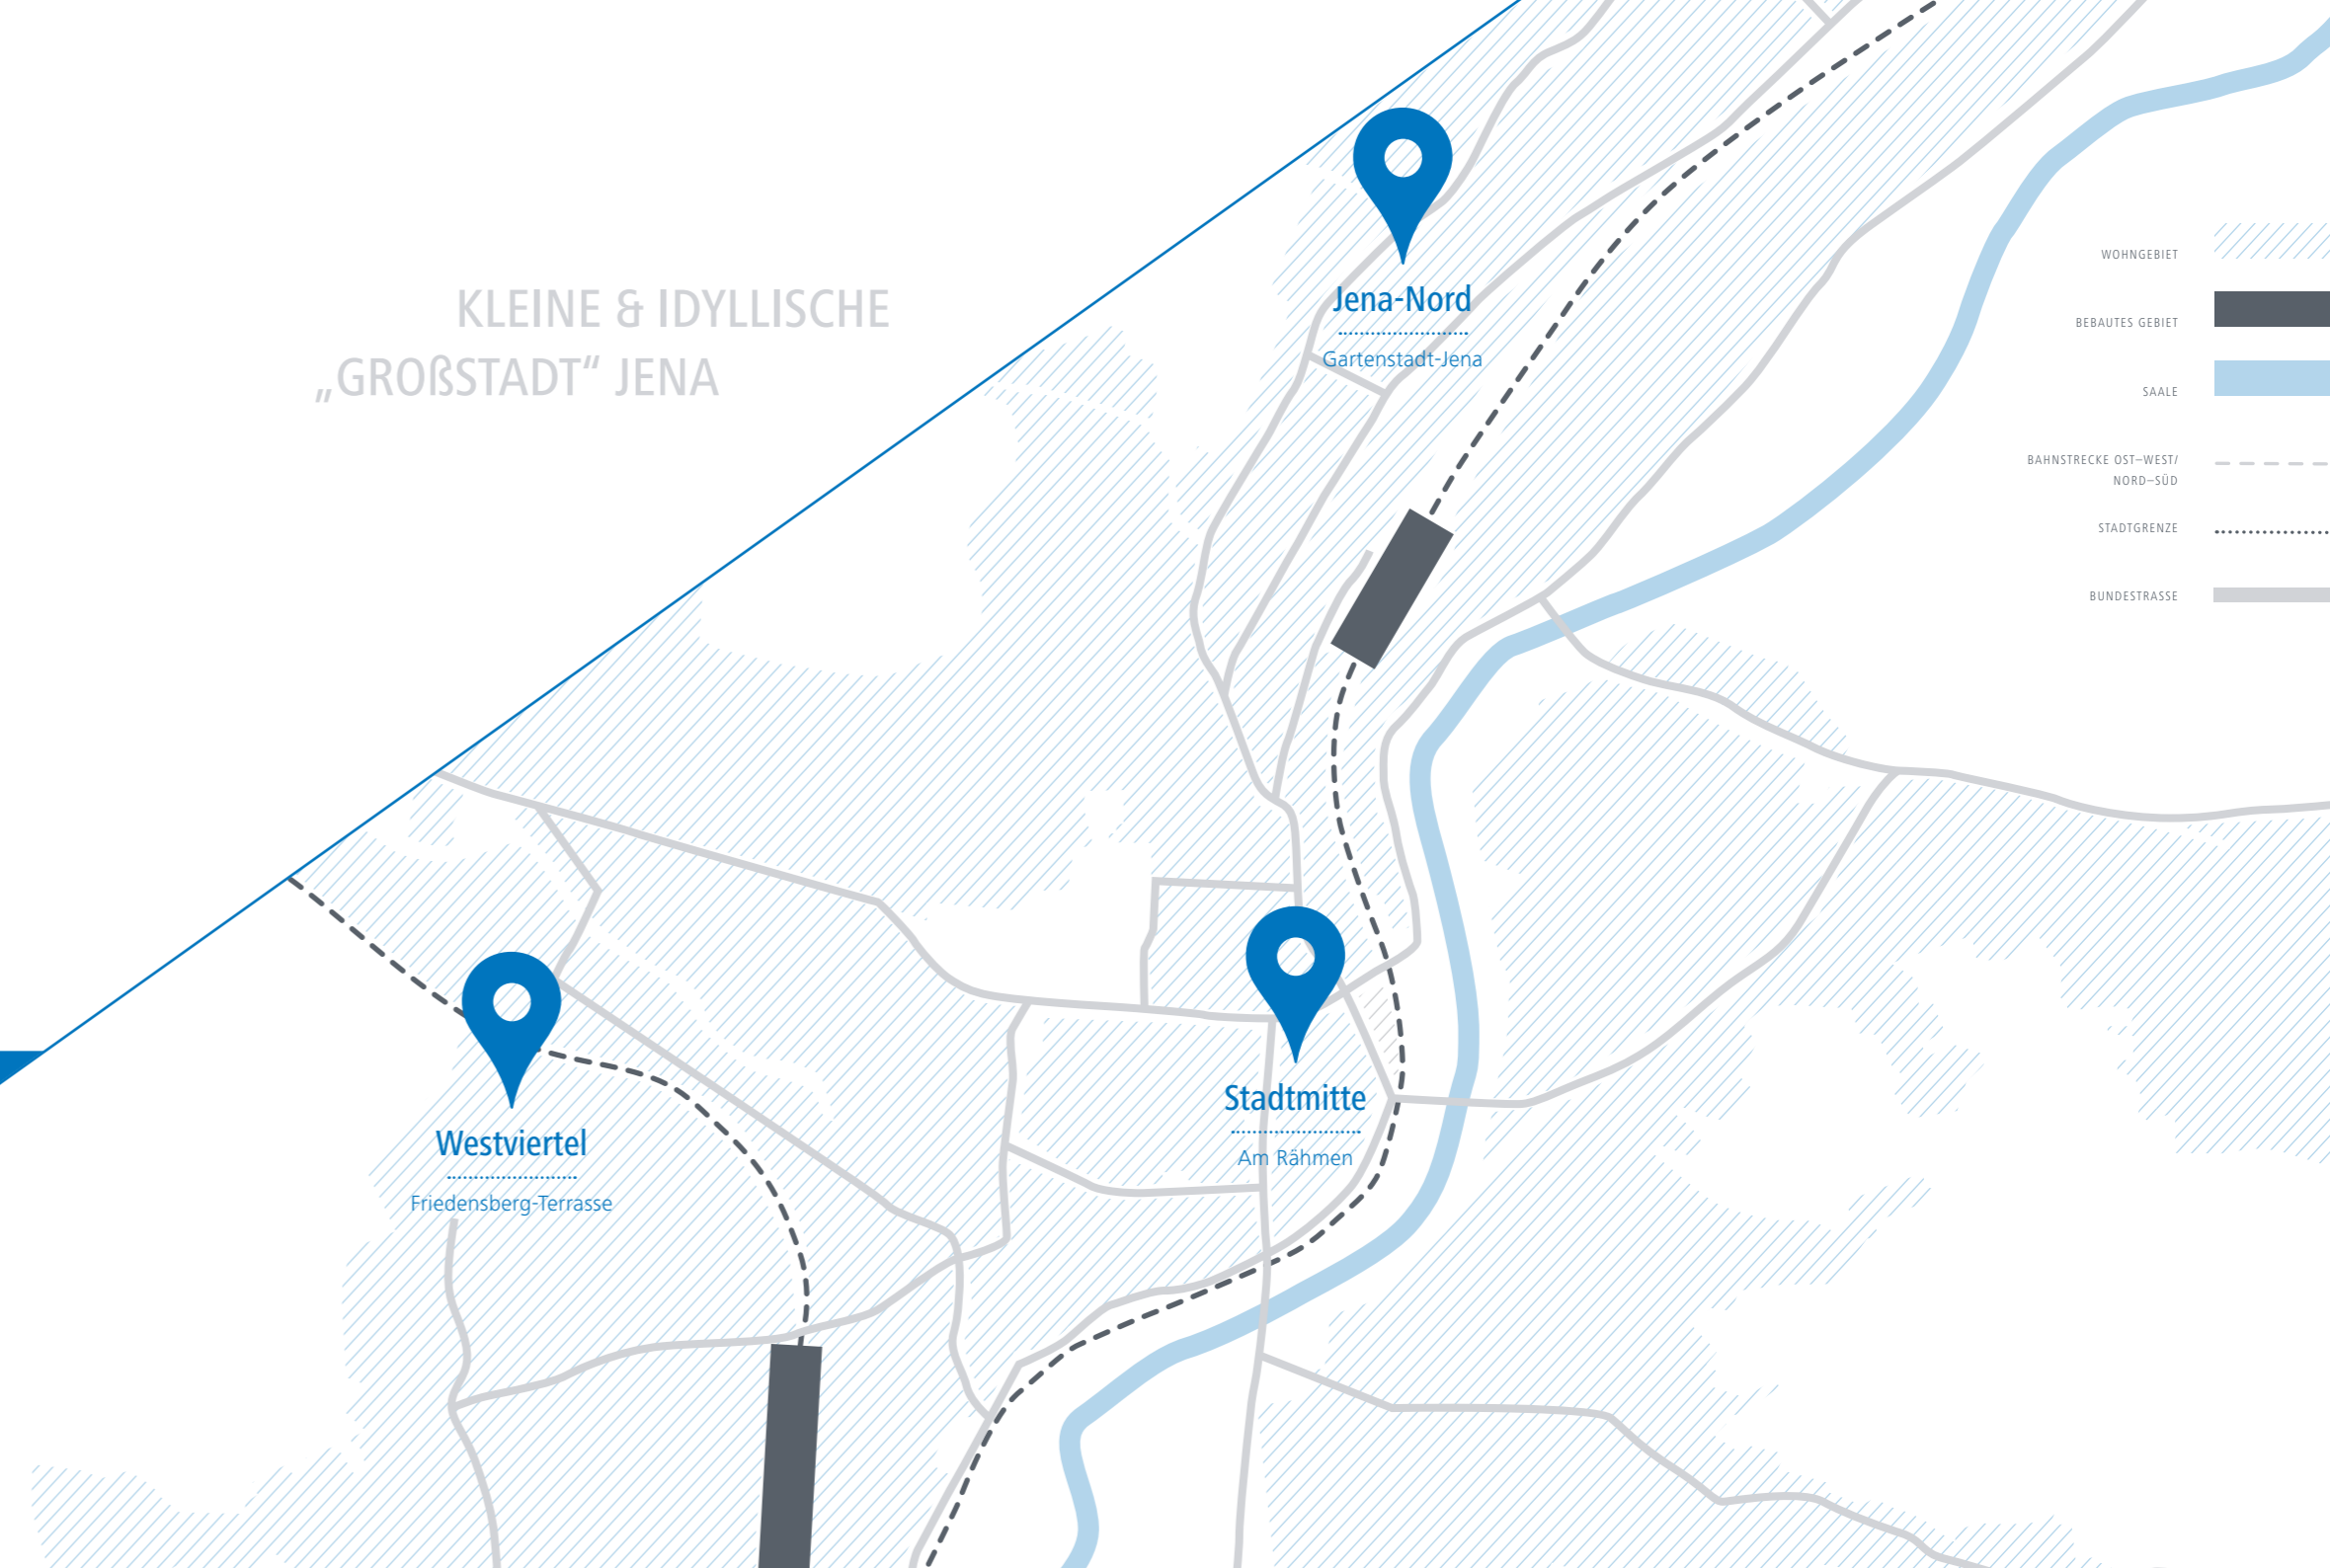 KLEINE & IDYLLISCHE
„GROßSTADT“ JENA
Jena-Nord
Gartenstadt-Jena
WOHNGEBIET
BEBAUTES GEBIET
SAALE
BAHNSTRECKE OST–WEST/
NORD–SÜD
STADTGRENZE
BUNDESTRASSE
Stadtmitte
Am Rähmen
Westviertel
Friedensberg-Terrasse